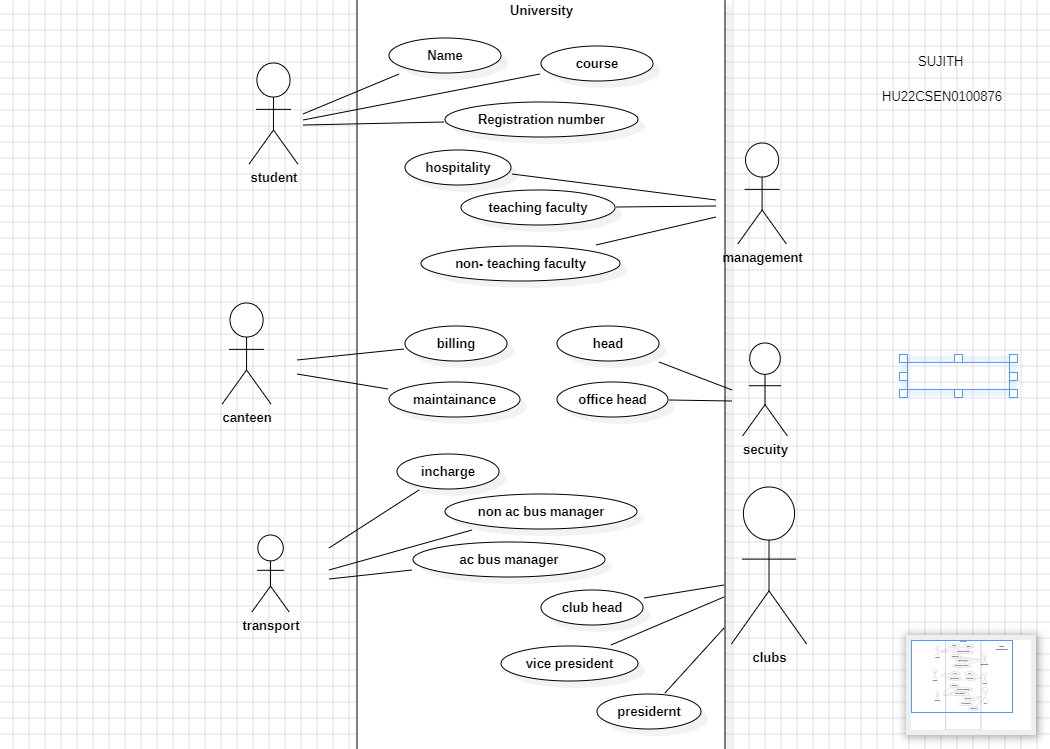 University
SUJITH
HU22CSEN0100876
Name
course
Registration number
student
hospitality
teaching faculty
non- teaching faculty
management
billing
head
maintainance
office head
canteen
secuity
incharge
non ac bus manager
ac bus manager
transport
club head
vice president
clubs
presidernt